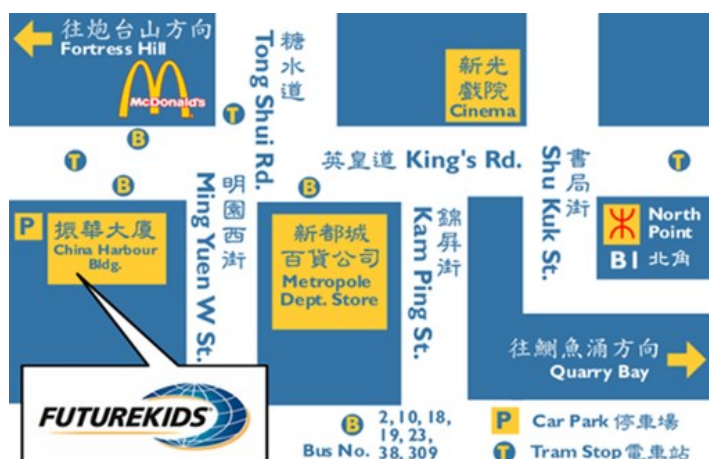 往炮台山方向
Fortress Hill
McDonald's
T
B
T
B
糖水道
Tong Shui Rd.
新光
戲院
Cinema
英皇道 King's Rd.
B
書局街
Shu Kuk St.
T
P
振華大廈
China Harbour
Bldg.
明園西街
Ming Yuen W St.
新都城
百貨公司
Metropole
Dept. Store
錦屏街
Kam Ping St.
North
Point
B1 北角
往鰂魚涌方向
Quarry Bay
FUTUREKIDS
B
Bus No.
2, 10, 18,
19, 23,
38, 309
P Car Park 停車場
T Tram Stop 電車站